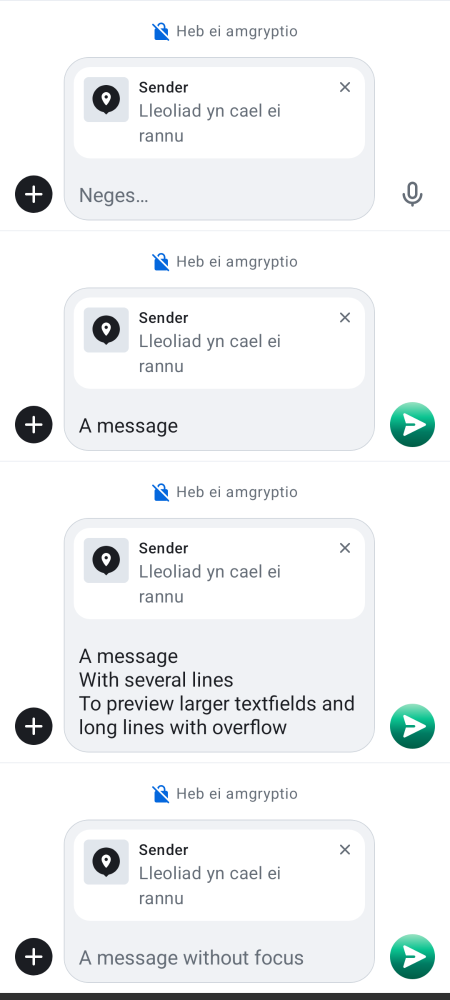 Heb ei amgryptio
Sender
Lleoliad yn cael ei
rannu
Neges...
Heb ei amgryptio
Sender
Lleoliad yn cael ei
rannu
A message
Heb ei amgryptio
Sender
Lleoliad yn cael ei
rannu
A message
With several lines
To preview larger textfields and
long lines with overflow
Heb ei amgryptio
Sender
Lleoliad yn cael ei
rannu
A message without focus